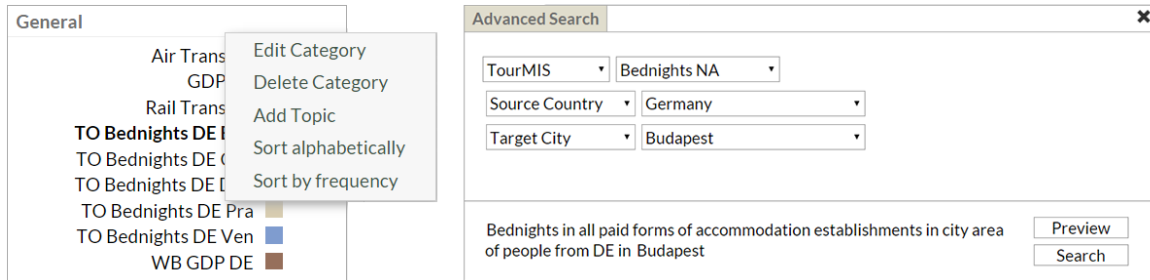 General
Air Trans
GDP
Rail Trans
TO Bednights DE
TO Bednights DE
TO Bednights DE
TO Bednights DE Pra
TO Bednights DE Ven
WB GDP DE
Edit Category
Delete Category
Add Topic
Sort alphabetically
Sort by frequency
Advanced Search
TourMIS Bednights NA
Source Country Germany
Target City Budapest
Bednights in all paid forms of accommodation establishments in city area
of people from DE in Budapest
Preview
Search